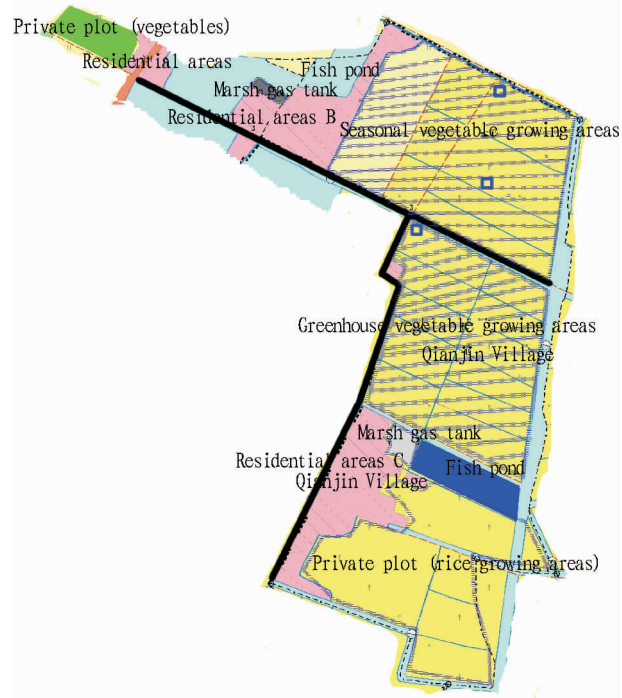 Private plot (vegetables)
Residential areas
Fish pond
Marsh gas tank
Residential areas B
Seasonal vegetable growing areas
Greenhouse vegetable growing areas
Qianjin Village
Marsh gas tank
Residential areas C
Fish pond
Qianjin Village
Private plot (rice growing areas)